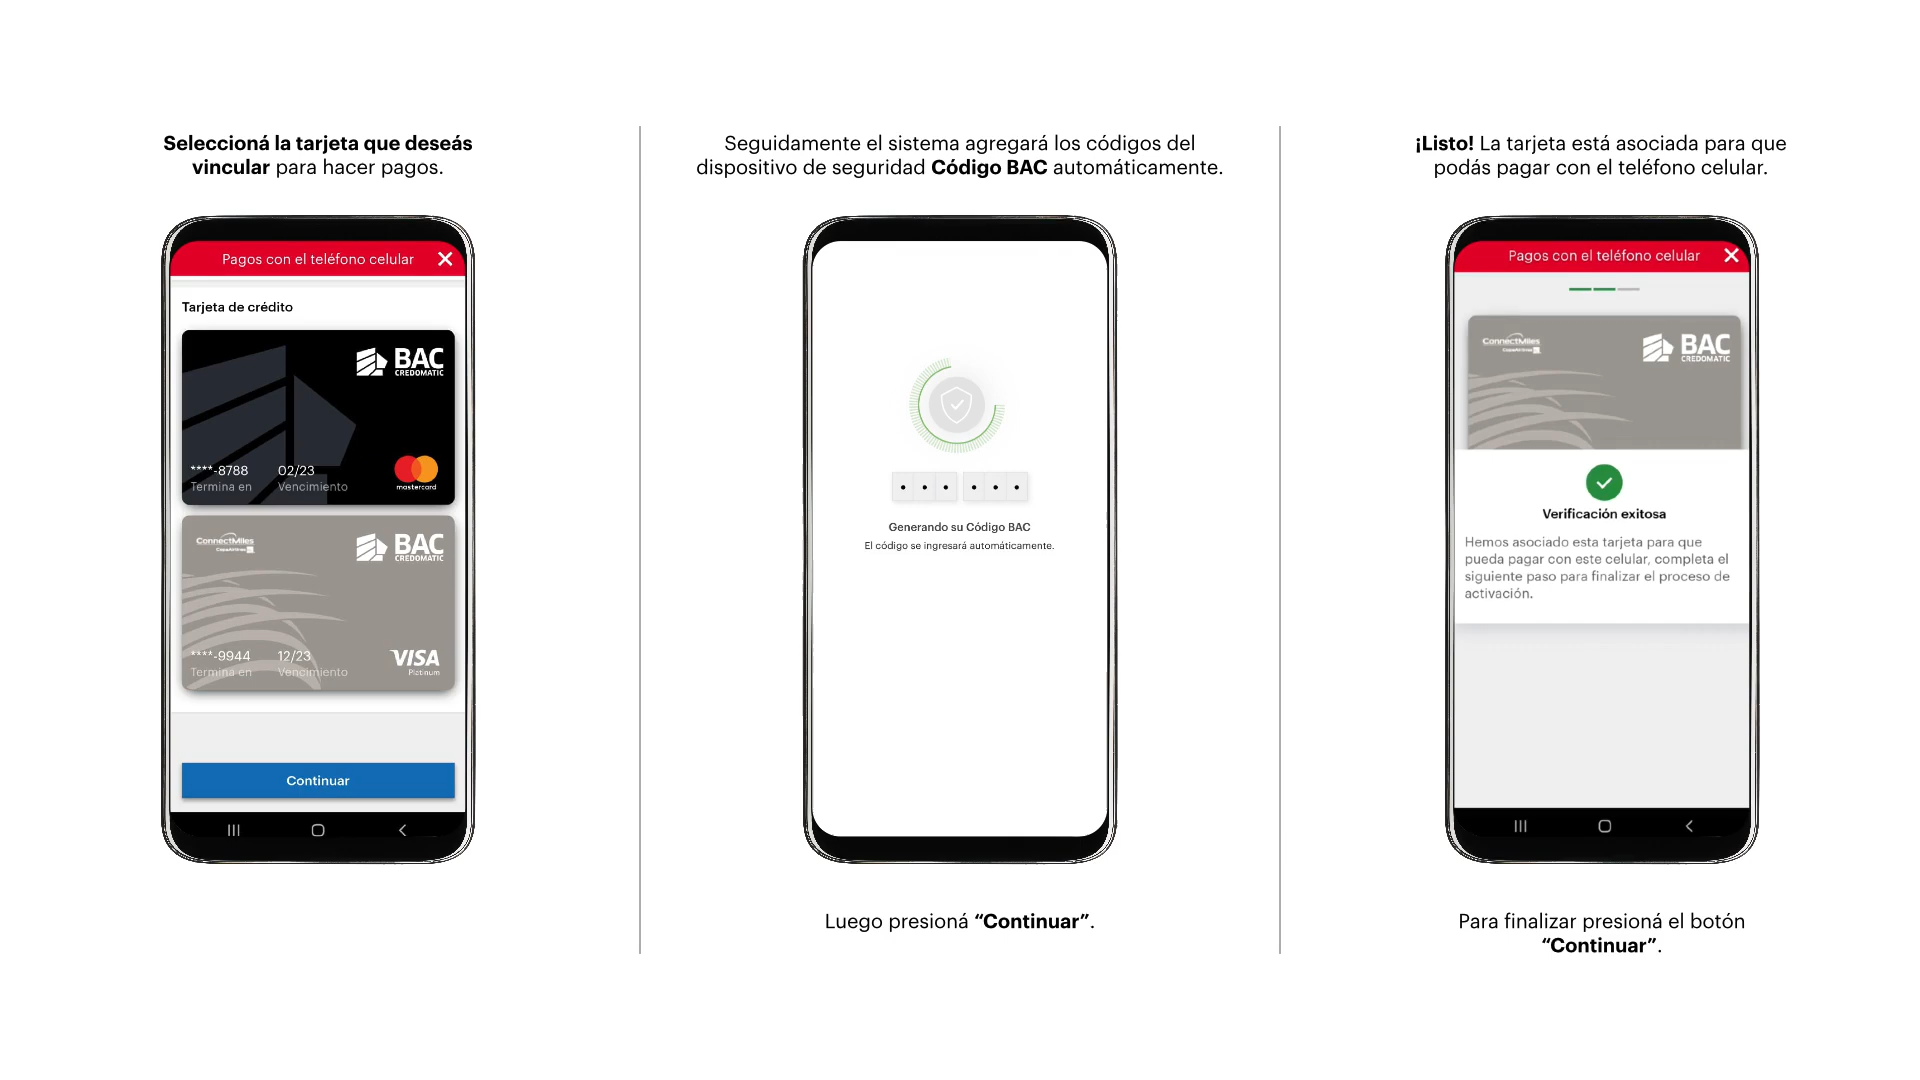 Seleccioná la tarjeta que deseás
vincular para hacer pagos.
Pagos con el teléfono celular
Tarjeta de crédito
BAC
CREDOMATIC
****-8788 02/23
Termina en Vencimiento
mastercard
ConnectMiles
CopaAirlines
BAC
CREDOMATIC
****-9944 12/23
Termina en Vencimiento
VISA
Platinum
Continuar
Seguidamente el sistema agregará los códigos del
dispositivo de seguridad Código BAC automáticamente.
Generando su Código BAC
El código se ingresará automáticamente.
Luego presioná “Continuar”.
¡Listo! La tarjeta está asociada para que
podás pagar con el teléfono celular.
Pagos con el teléfono celular
ConnectMiles
CopaAirlines
BAC
CREDOMATIC
Verificación exitosa
Hemos asociado esta tarjeta para que
pueda pagar con este celular, completa el
siguiente paso para finalizar el proceso de
activación.
Para finalizar presioná el botón
“Continuar”.